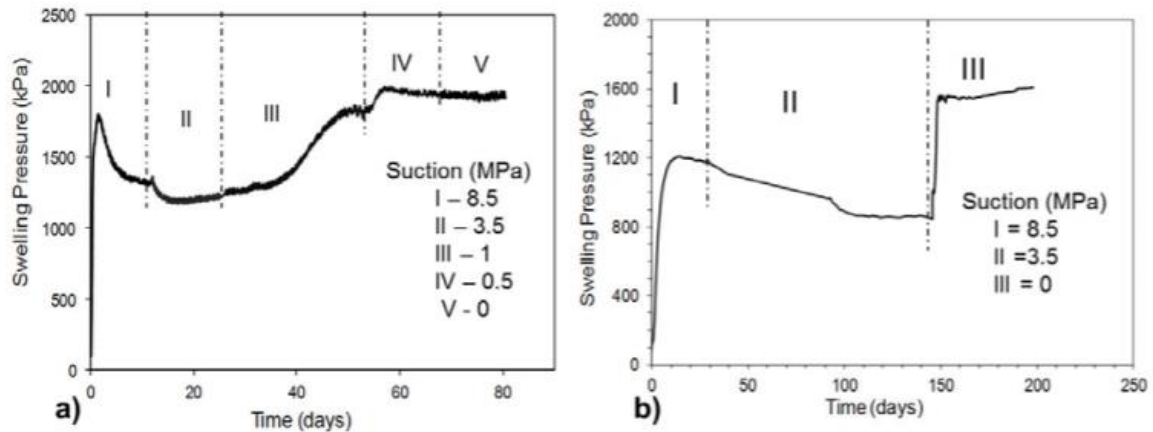 2500
2000
1500
1000
500
0
Swelling Pressure (kPa)
I
II
III
IV
V
Suction (MPa)
I – 8.5
II – 3.5
III – 1
IV – 0.5
V - 0
0 20 40 60 80
Time (days)
a)
2000
1600
1200
800
400
0
Swelling Pressure (kPa)
I
II
III
Suction (MPa)
I = 8.5
II =3.5
III = 0
0 50 100 150 200 250
Time (days)
b)